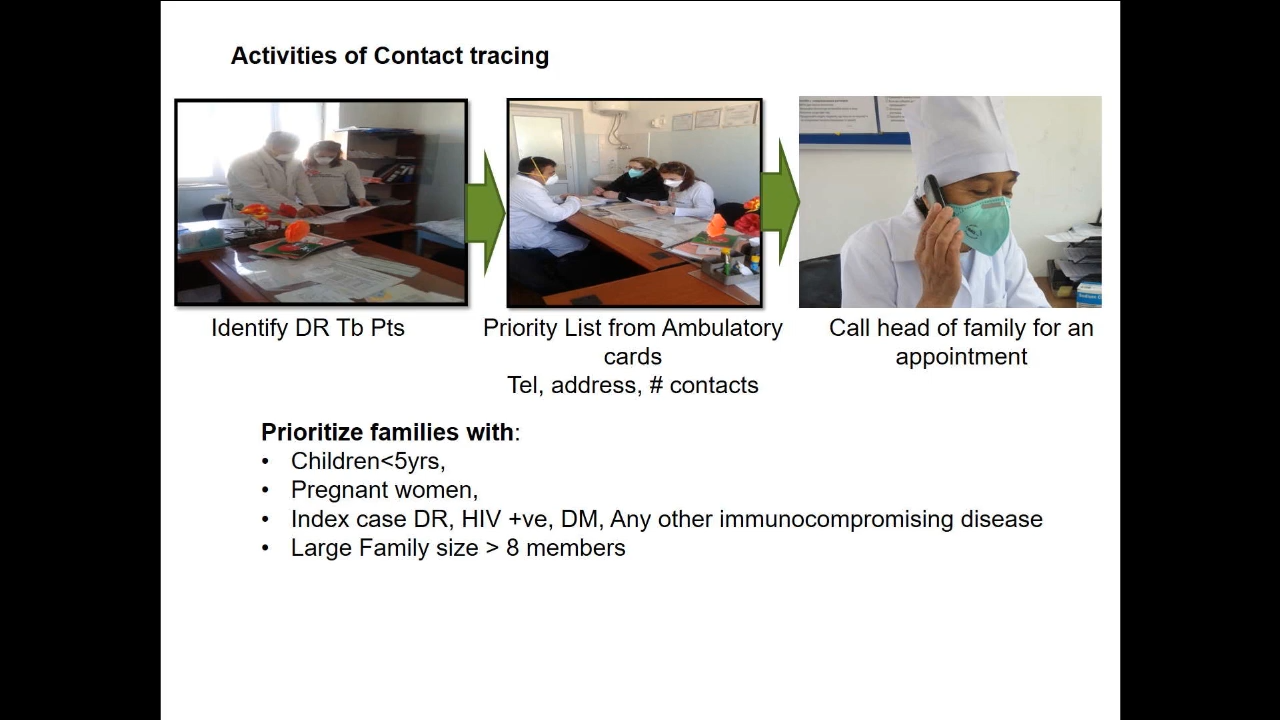 Activities of Contact tracing
Identify DR Tb Pts
Priority List from Ambulatory
cards
Tel, address, # contacts
Call head of family for an
appointment
Prioritize families with:
• Children<5yrs,
• Pregnant women,
• Index case DR, HIV +ve, DM, Any other immunocompromising disease
• Large Family size > 8 members